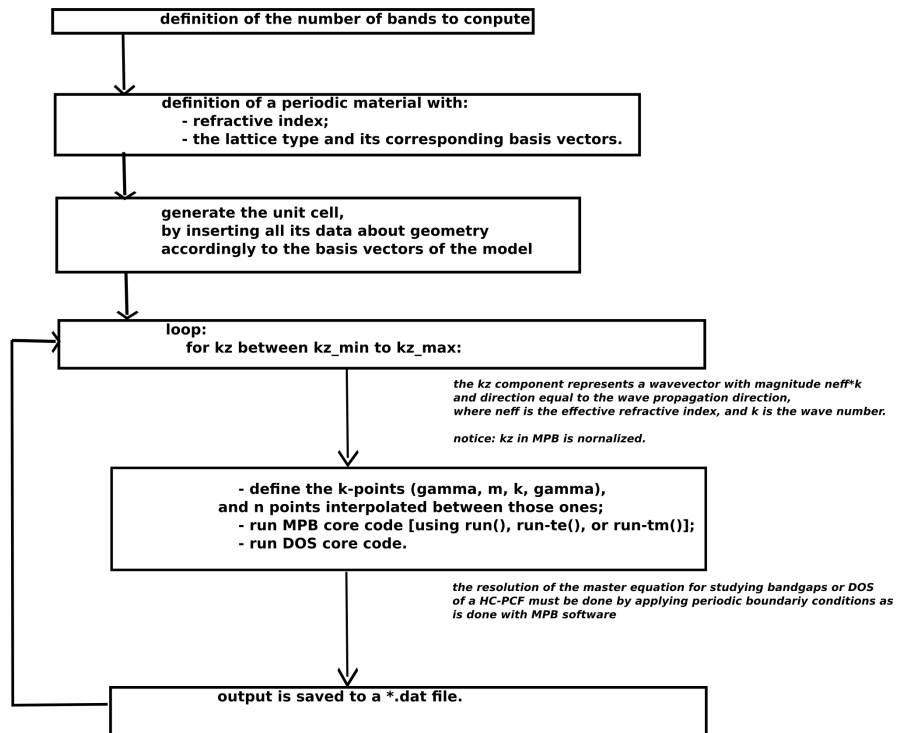 definition of the number of bands to conpute
definition of a periodic material with:
- refractive index;
- the lattice type and its corresponding basis vectors.
generate the unit cell,
by inserting all its data about geometry
accordingly to the basis vectors of the model
loop:
for kz between kz_min to kz_max:
the kz component represents a wavevector with magnitude neff*k
and direction equal to the wave propagation direction,
where neff is the effective refractive index, and k is the wave number.
notice: kz in MPB is nornalized.
- define the k-points (gamma, m, k, gamma),
and n points interpolated between those ones;
- run MPB core code [using run(), run-te(), or run-tm()];
- run DOS core code.
the resolution of the master equation for studying bandgaps or DOS
of a HC-PCF must be done by applying periodic boundariy conditions as
is done with MPB software
output is saved to a *.dat file.